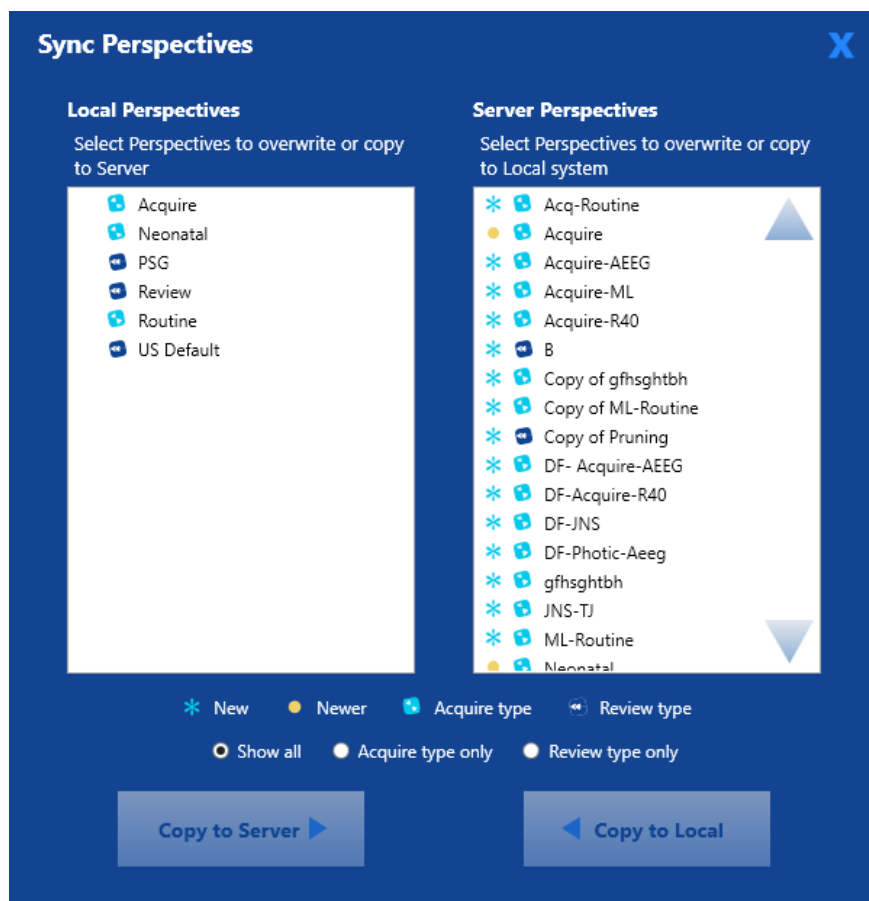 Sync Perspectives
X
Local Perspectives
Select Perspectives to overwrite or copy
to Server
Acquire
Neonatal
PSG
Review
Routine
US Default
Server Perspectives
Select Perspectives to overwrite or copy
to Local system
Acq-Routine
Acquire
Acquire-AEEG
Acquire-ML
Acquire-R40
B
Copy of gfhsghtbh
Copy of ML-Routine
Copy of Pruning
DF- Acquire-AEEG
DF-Acquire-R40
DF-JNS
DF-Photic-Aeeg
gfhsghtbh
JNS-TJ
ML-Routine
Neonatal
New Newer Acquire type Review type
Show all Acquire type only Review type only
Copy to Server Copy to Local